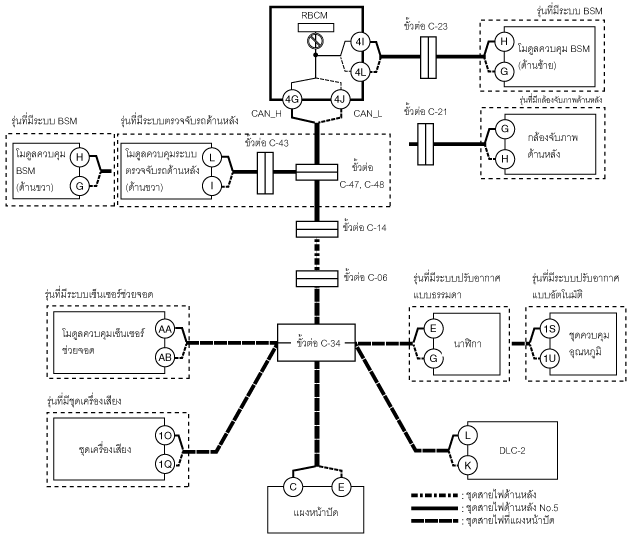 RBCM
4I
4L
4G
4J
CAN_H
CAN_L
ขั้วต่อ C-23
รุ่นที่มีระบบ BSM
H
G
โมดูลควบคุม BSM
(ด้านซ้าย)
รุ่นที่มีกล้องจับภาพด้านหลัง
ขั้วต่อ C-21
G
H
กล้องจับภาพ
ด้านหลัง
รุ่นที่มีระบบ BSM
โมดูลควบคุม
BSM
(ด้านขวา)
H
G
รุ่นที่มีระบบตรวจจับรถด้านหลัง
โมดูลควบคุมระบบ
ตรวจจับรถด้านหลัง
(ด้านขวา)
L
I
ขั้วต่อ C-43
ขั้วต่อ
C-47, C-48
ขั้วต่อ C-14
ขั้วต่อ C-06
รุ่นที่มีระบบเซ็นเซอร์ช่วยจอด
โมดูลควบคุมเซ็นเซอร์
ช่วยจอด
AA
AB
ขั้วต่อ C-34
รุ่นที่มีระบบปรับอากาศ
แบบธรรมดา
E
G
นาฬิกา
รุ่นที่มีระบบปรับอากาศ
แบบอัตโนมัติ
1S
1U
ชุดควบคุม
อุณหภูมิ
รุ่นที่มีชุดเครื่องเสียง
ชุดเครื่องเสียง
1O
1Q
L
K
DLC-2
C
E
แผงหน้าปัด
: ชุดสายไฟด้านหลัง
: ชุดสายไฟด้านหลัง No.5
: ชุดสายไฟที่แผงหน้าปัด